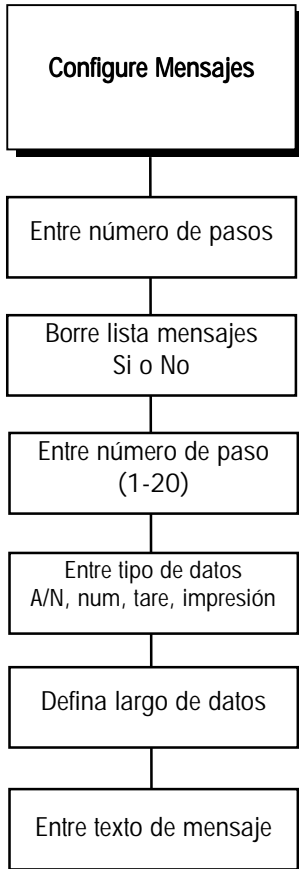 Configure Mensajes
Entre número de pasos
Borre lista mensajes
Si o No
Entre número de paso
(1-20)
Entre tipo de datos
A/N, num, tare, impresión
Defina largo de datos
Entre texto de mensaje